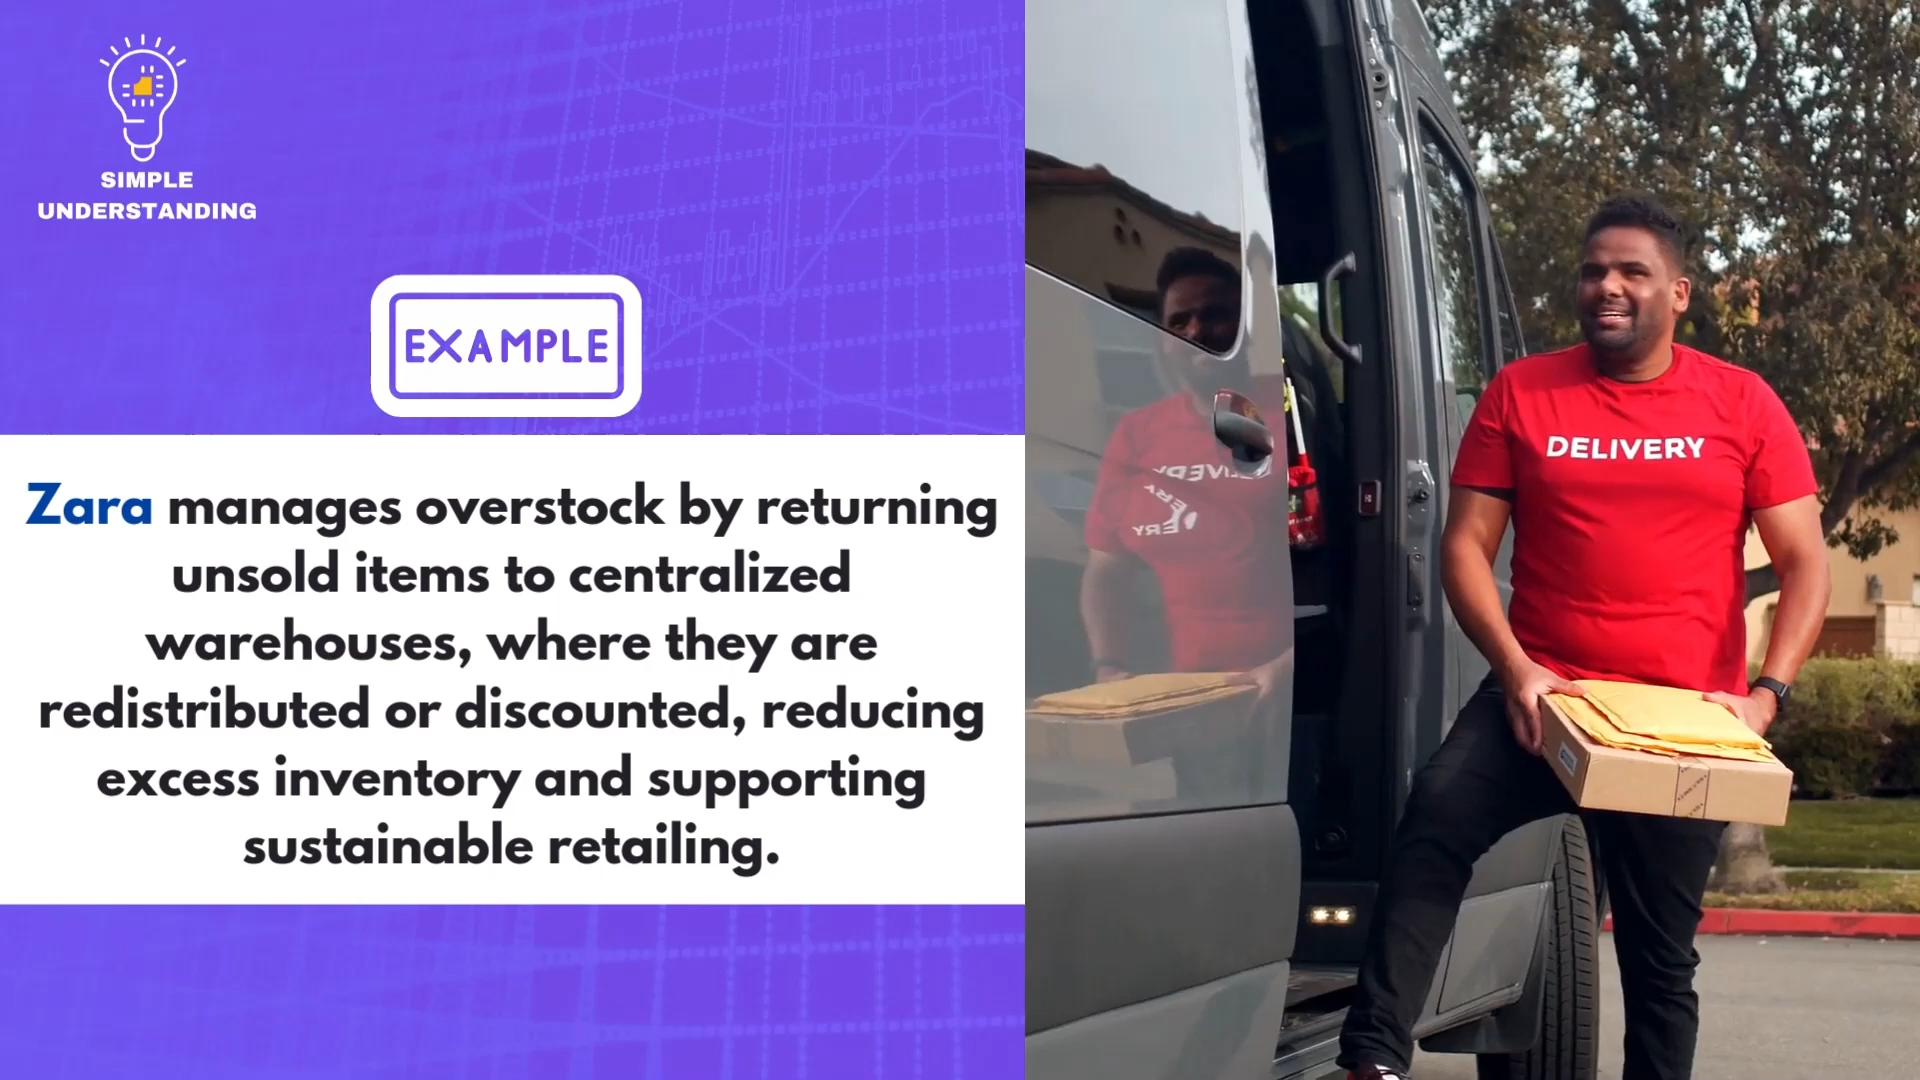 SIMPLE
UNDERSTANDING
EXAMPLE
Zara manages overstock by returning
unsold items to centralized
warehouses, where they are
redistributed or discounted, reducing
excess inventory and supporting
sustainable retailing.
DELIVERY